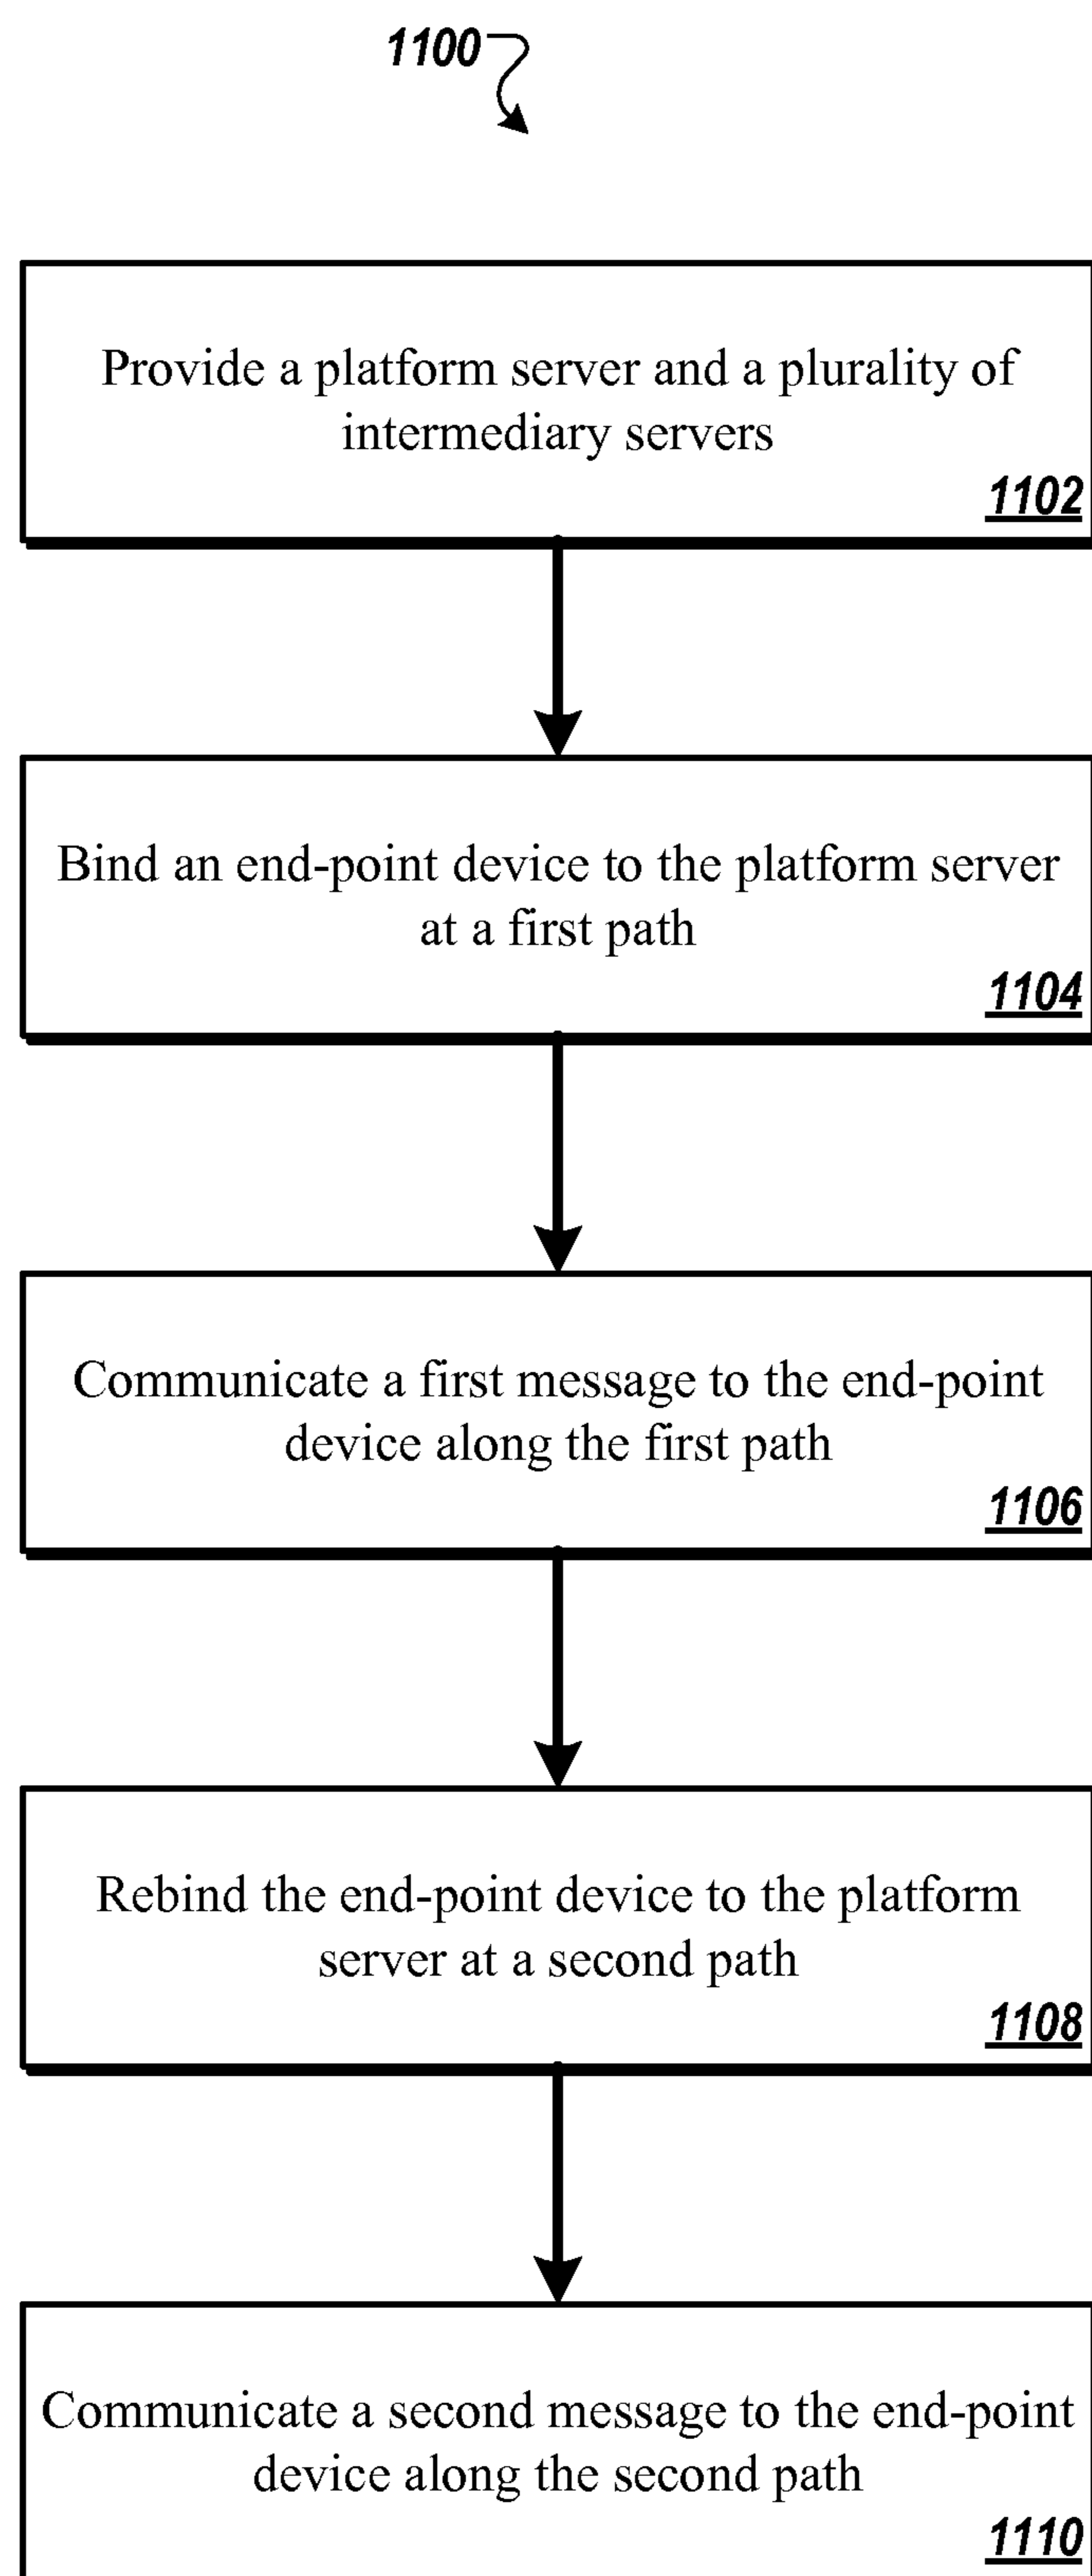 1100
Provide a platform server and a plurality of
intermediary servers
1102
Bind an end-point device to the platform server
at a first path
1104
Communicate a first message to the end-point
device along the first path
1106
Rebind the end-point device to the platform
server at a second path
1108
Communicate a second message to the end-point
device along the second path
1110